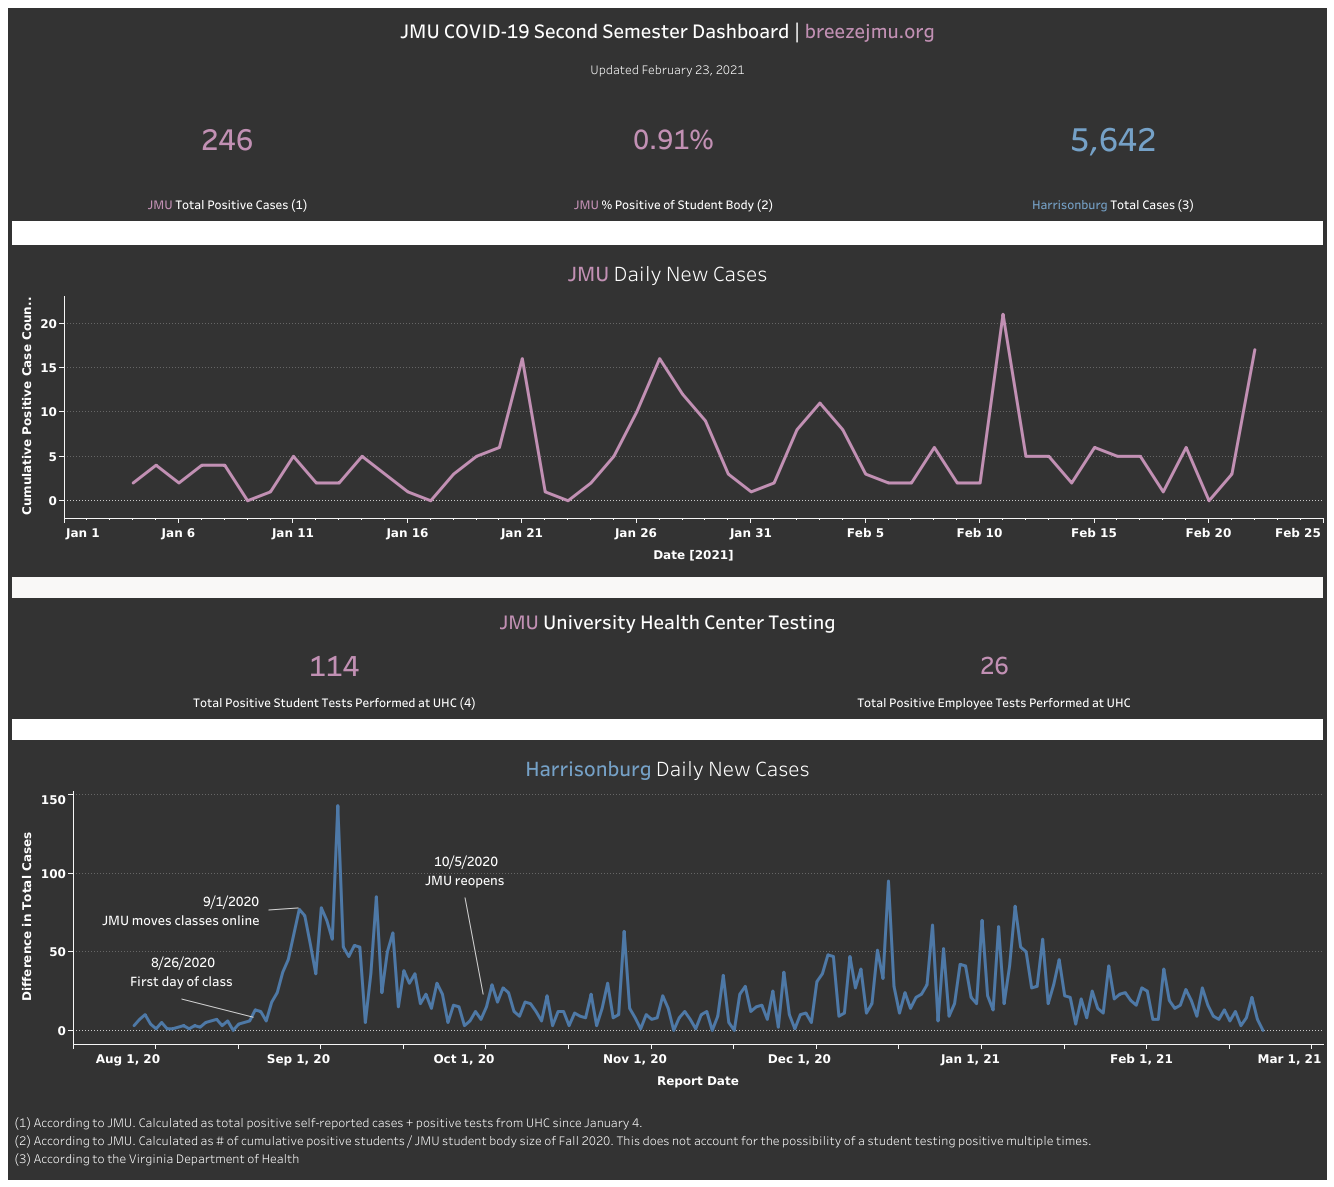 JMU COVID-19 Second Semester Dashboard | breezejmu.org
Updated February 23, 2021
246
0.91%
5,642
JMU Total Positive Cases (1)
JMU % Positive of Student Body (2)
Harrisonburg Total Cases (3)
JMU Daily New Cases
Cumulative Positive Case Coun..
20
15
10
5
0
Jan 1
Jan 6
Jan 11
Jan 16
Jan 21
Jan 26
Jan 31
Feb 5
Feb 10
Feb 15
Feb 20
Feb 25
Date [2021]
JMU University Health Center Testing
114
26
Total Positive Student Tests Performed at UHC (4)
Total Positive Employee Tests Performed at UHC
Harrisonburg Daily New Cases
Difference in Total Cases
150
100
50
0
10/5/2020
JMU reopens
9/1/2020
JMU moves classes online
8/26/2020
First day of class
Aug 1, 20
Sep 1, 20
Oct 1, 20
Nov 1, 20
Dec 1, 20
Jan 1, 21
Feb 1, 21
Mar 1, 21
Report Date
(1) According to JMU. Calculated as total positive self-reported cases + positive tests from UHC since January 4.
(2) According to JMU. Calculated as # of cumulative positive students / JMU student body size of Fall 2020. This does not account for the possibility of a student testing positive multiple times.
(3) According to the Virginia Department of Health